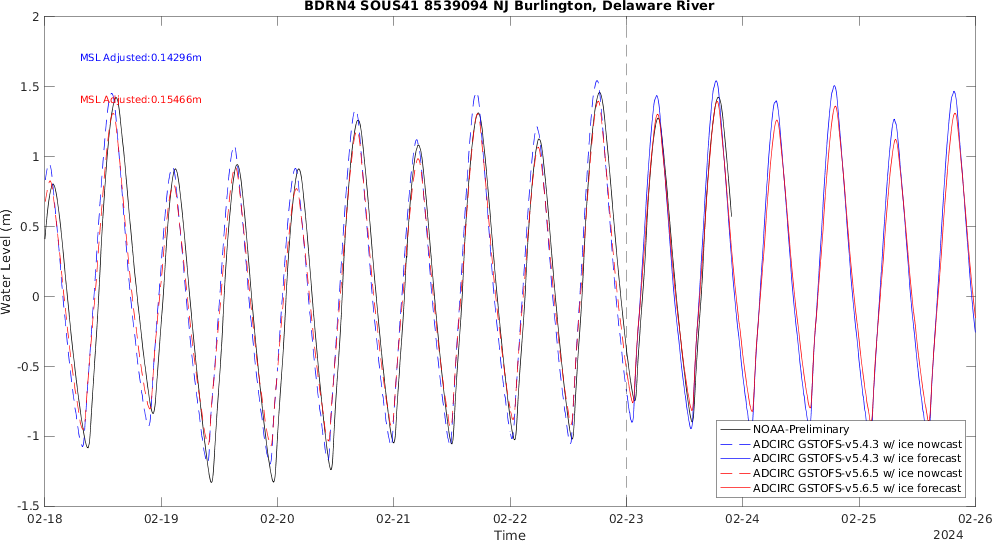 BDRN4 SOUS41 8539094 NJ Burlington, Delaware River
MSL Adjusted:0.14296m
MSL Adjusted:0.15466m
Water Level (m)
2
1.5
1
0.5
0
-0.5
-1
-1.5
NOAA-Preliminary
ADCIRC GSTOFS-v5.4.3 w/ ice nowcast
ADCIRC GSTOFS-v5.4.3 w/ ice forecast
ADCIRC GSTOFS-v5.6.5 w/ ice nowcast
ADCIRC GSTOFS-v5.6.5 w/ ice forecast
02-18 02-19 02-20 02-21 02-22 02-23 02-24 02-25 02-26
Time
2024